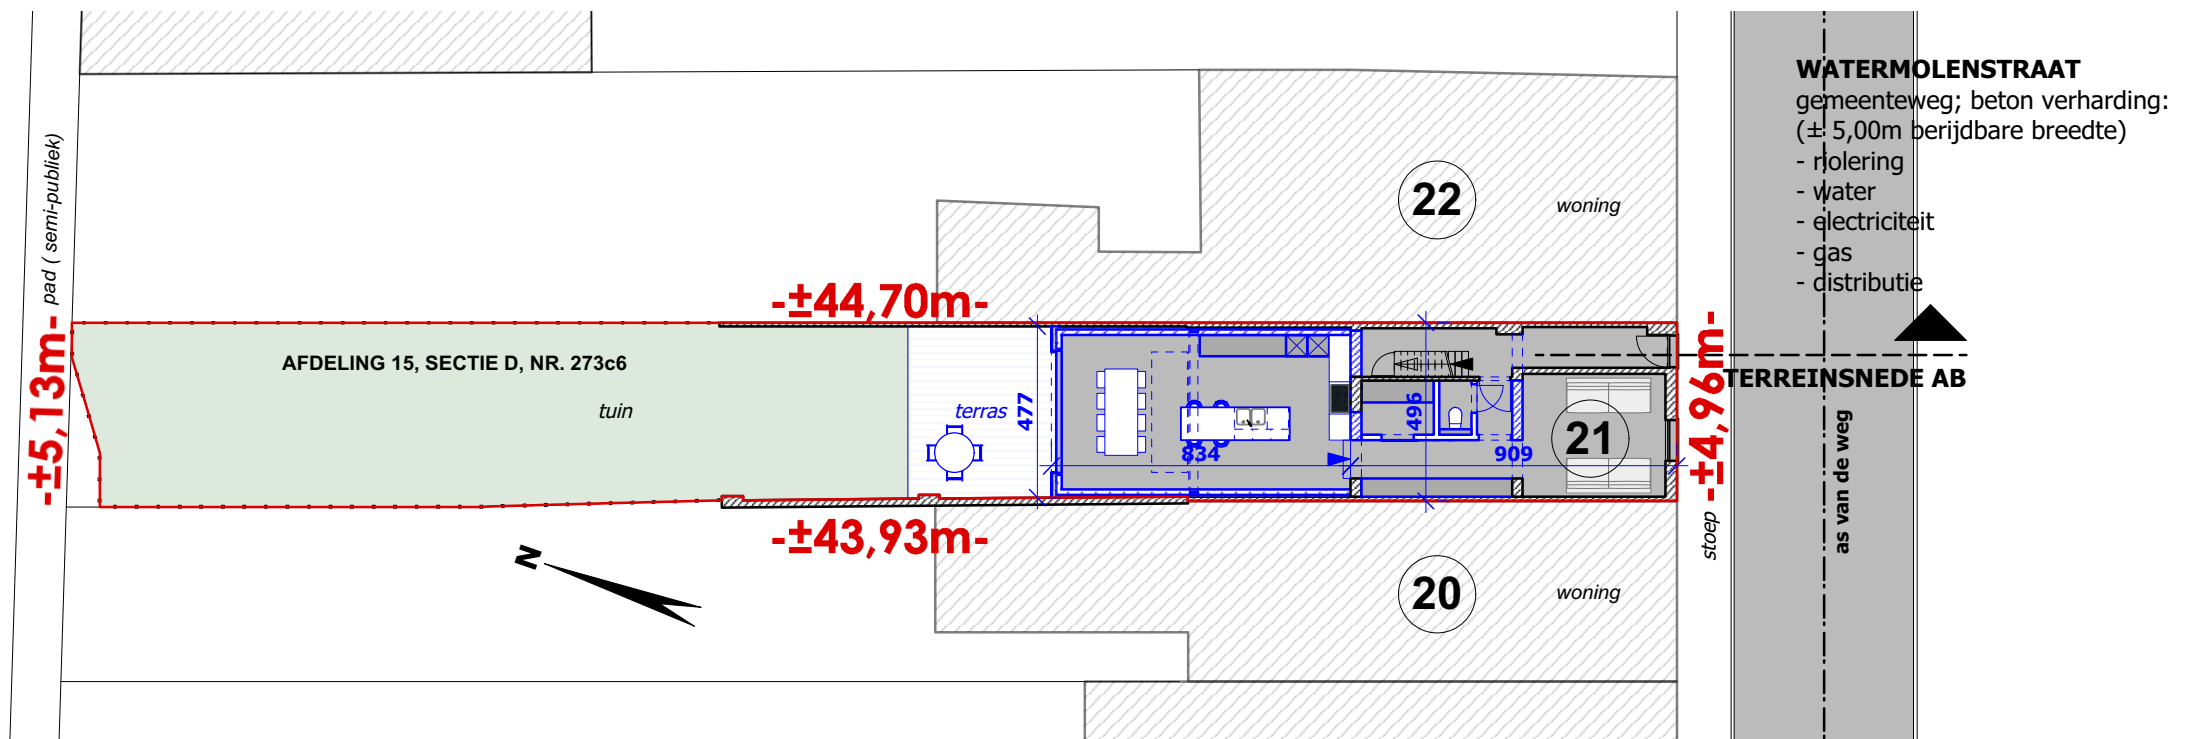 WATERMOLENSTRAAT
gemeenteweg; beton verharding:
(± 5,00m berijdbare breedte)
- riolering
- water
- electriciteit
- gas
- distributie
pad ( semi-publiek)
22
woning
-±44,70m-
-±5,13m-
AFDELING 15, SECTIE D, NR. 273c6
tuin
terras
477
834
496
909
21
-±4,96m-
TERREINSNEDE AB
as van de weg
stoep
-±43,93m-
N
20
woning